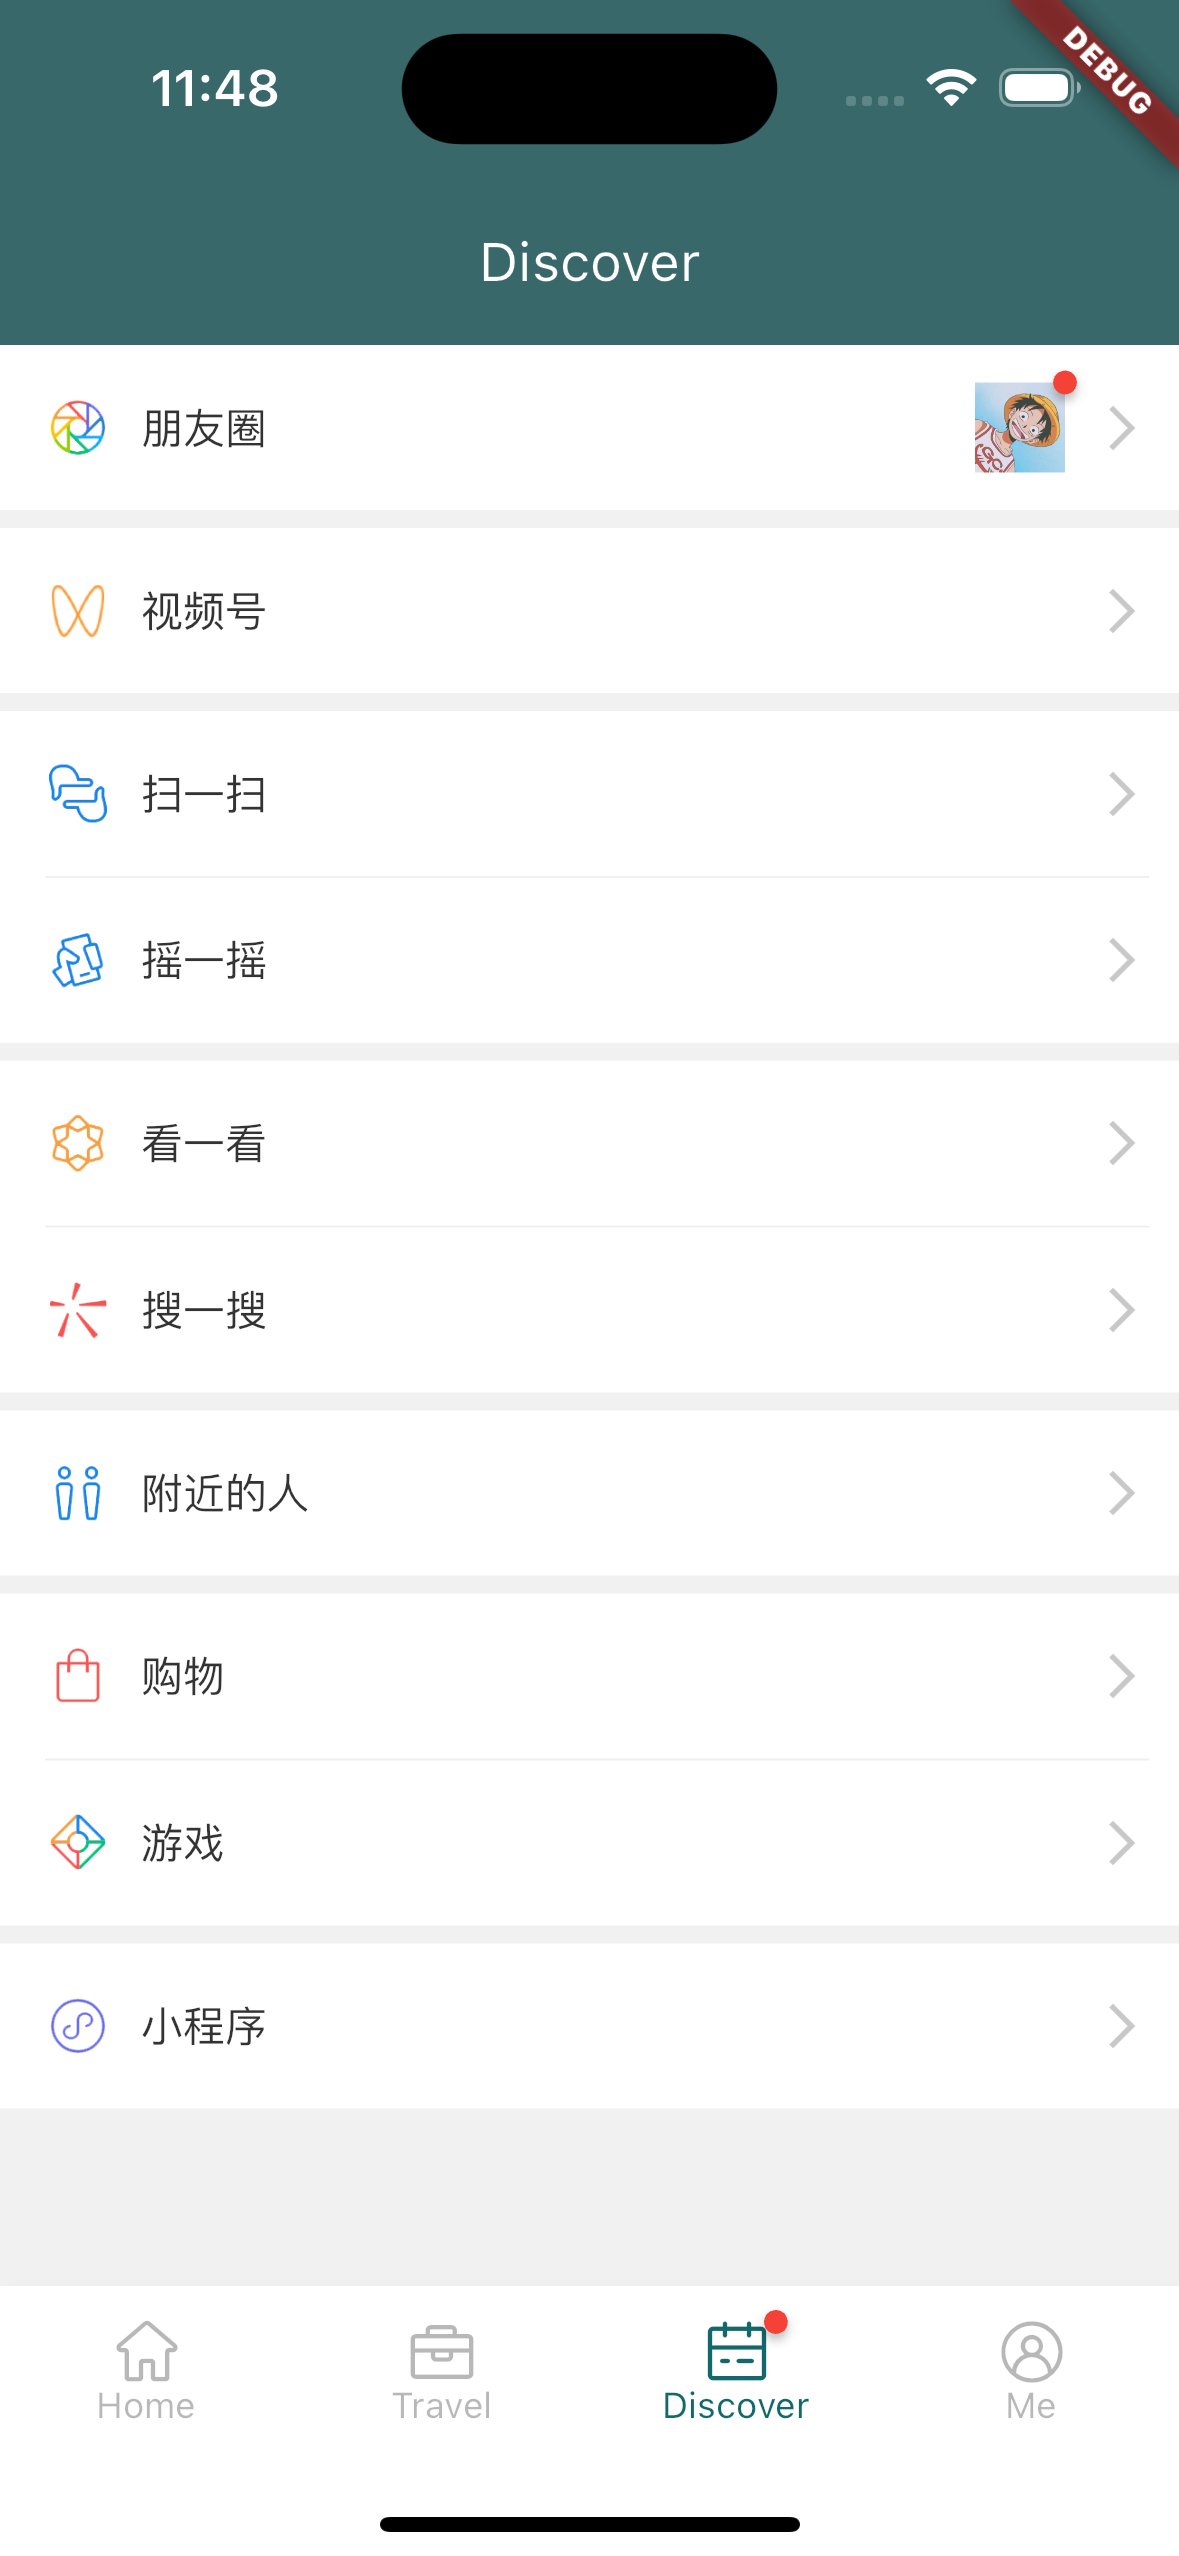 11:48
DEBUG
Discover
朋友圈
视频号
扫一扫
摇一摇
看一看
搜一搜
附近的人
购物
游戏
小程序
Home
Travel
Discover
Me